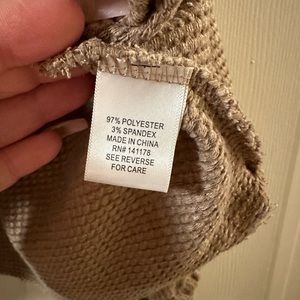 97% POLYESTER
3% SPANDEX
MADE IN CHINA
RN# 141178
SEE REVERSE
FOR CARE